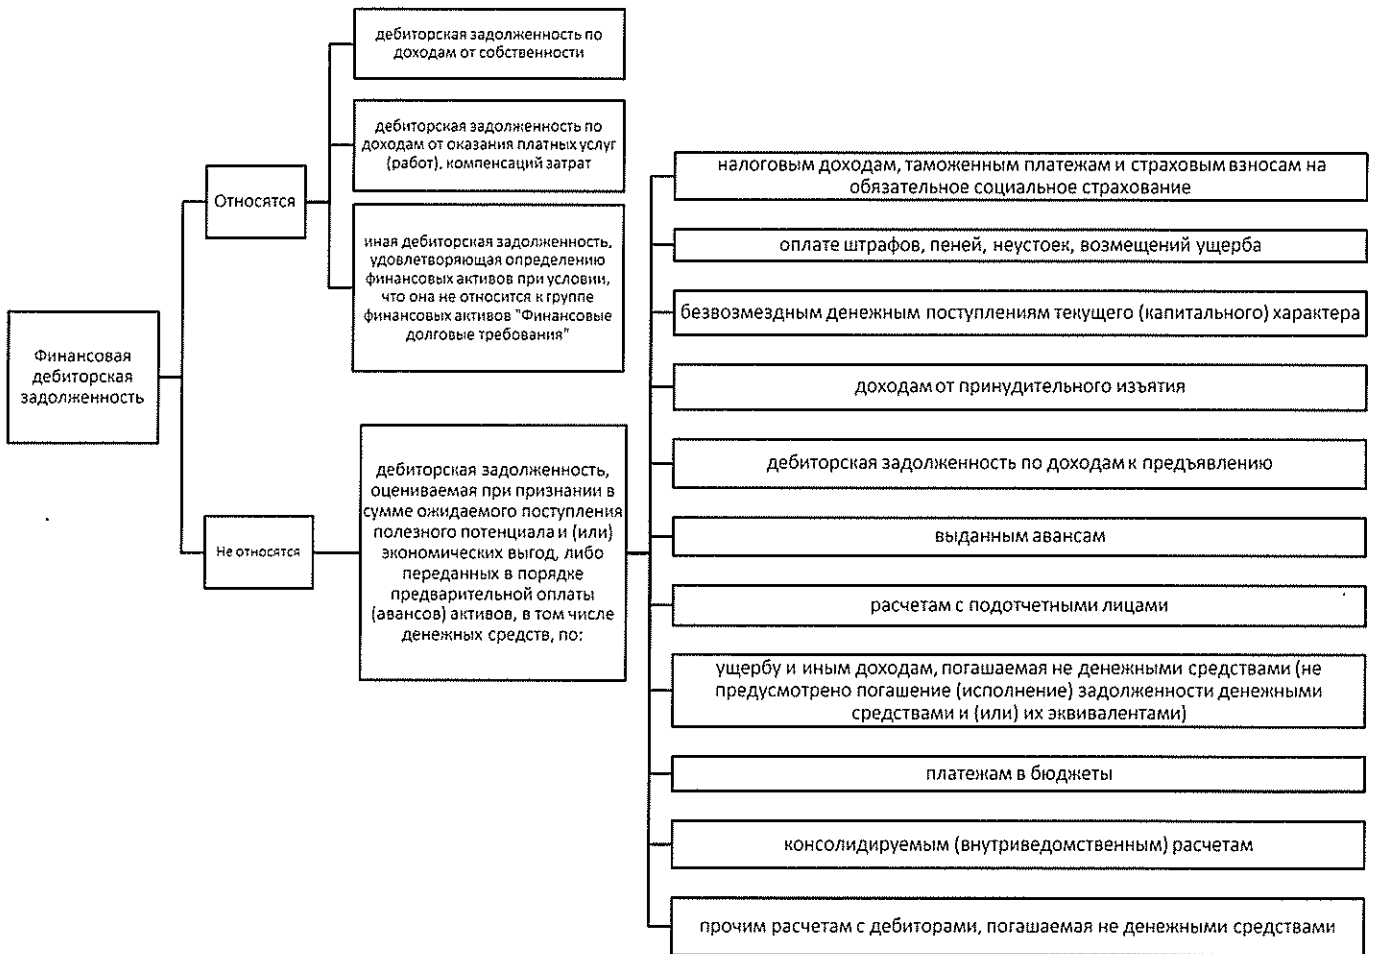 Финансовая
дебиторская
задолженность
Относятся
дебиторская задолженность по
доходам от собственности
дебиторская задолженность по
доходам от оказания платных услуг
(работ), компенсаций затрат
иная дебиторская задолженность,
удовлетворяющая определению
финансовых активов при условии,
что она не относится к группе
финансовых активов "Финансовые
долговые требования"
Не относятся
дебиторская задолженность,
оцениваемая при признании в
сумме ожидаемого поступления
полезного потенциала и (или)
экономических выгод, либо
переданных в порядке
предварительной оплаты
(авансов) активов, в том числе
денежных средств, по:
налоговым доходам, таможенным платежам и страховым взносам на
обязательное социальное страхование
оплате штрафов, пеней, неустоек, возмещений ущерба
безвозмездным денежным поступлениям текущего (капитального) характера
доходам от принудительного изъятия
дебиторская задолженность по доходам к предъявлению
выданным авансам
расчетам с подотчетными лицами
ущербу и иным доходам, погашаемая не денежными средствами (не
предусмотрено погашение (исполнение) задолженности денежными
средствами и (или) их эквивалентами)
платежам в бюджеты
консолидируемым (внутриведомственным) расчетам
прочим расчетам с дебиторами, погашаемая не денежными средствами